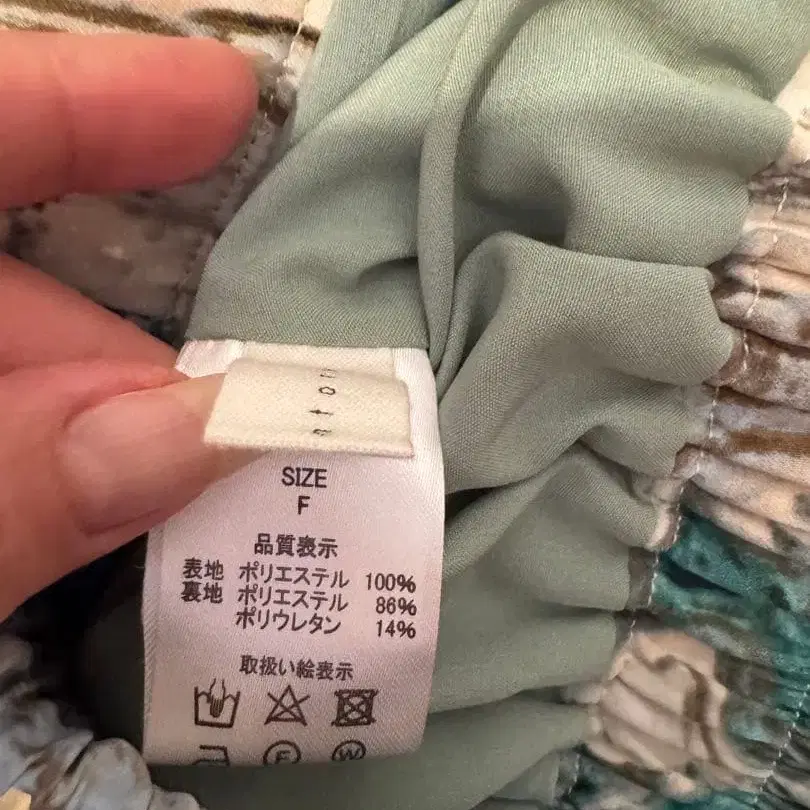 SIZE
F
品質表示
表地 ポリエステル 100%
裏地 ポリエステル 86%
ポリウレタン 14%
取扱い絵表示
F W